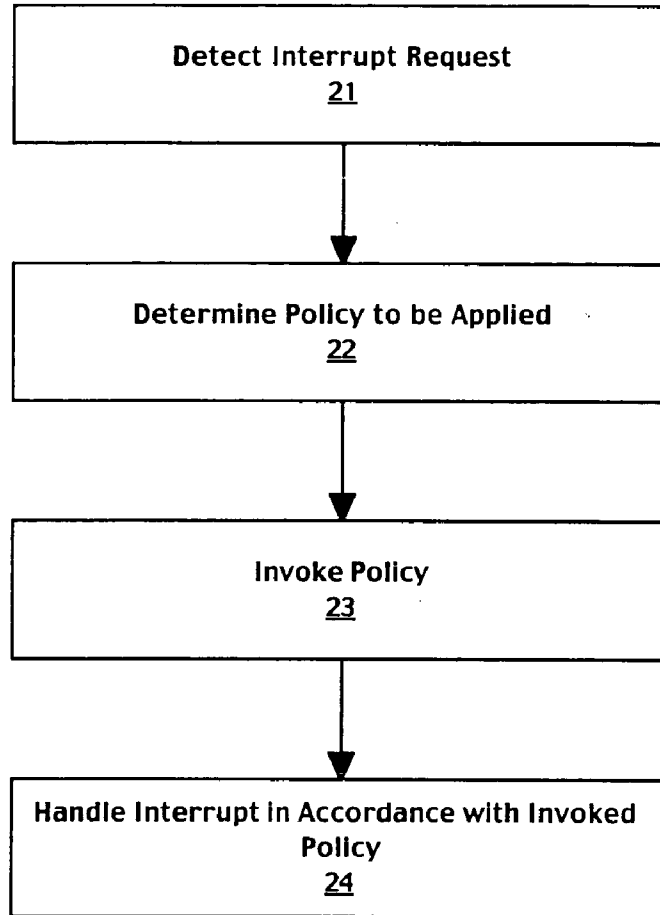 Detect Interrupt Request
21
Determine Policy to be Applied
22
Invoke Policy
23
Handle Interrupt in Accordance with Invoked
Policy
24